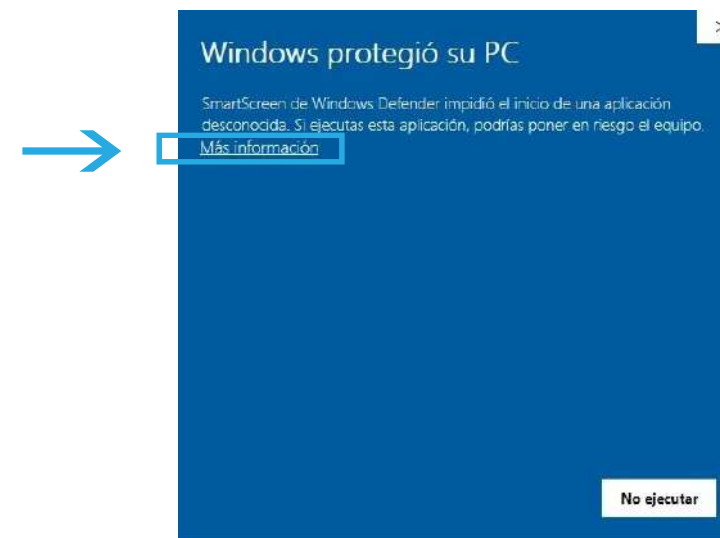 Windows protegió su PC
SmartScreen de Windows Defender impidió el inicio de una aplicación
desconocida. Si ejecutas esta aplicación, podrías poner en riesgo el equipo.
Más información
No ejecutar